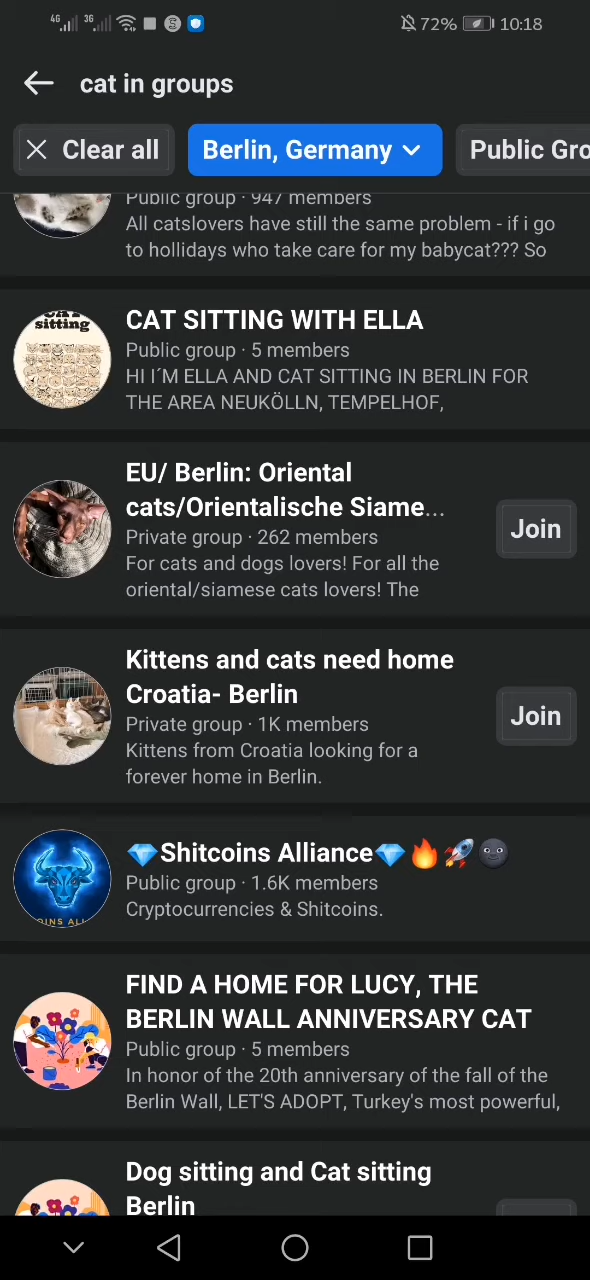 4G 3G 72% 10:18
cat in groups
Clear all Berlin, Germany Public Gro
Public group · 947 members
All catslovers have still the same problem - if i go
to hollidays who take care for my babycat??? So
CAT
sitting
CAT SITTING WITH ELLA
Public group · 5 members
HI I´M ELLA AND CAT SITTING IN BERLIN FOR
THE AREA NEUKÖLLN, TEMPELHOF,
EU/ Berlin: Oriental
cats/Orientalische Siame...
Private group · 262 members
For cats and dogs lovers! For all the
oriental/siamese cats lovers! The
Join
Kittens and cats need home
Croatia- Berlin
Private group · 1K members
Kittens from Croatia looking for a
forever home in Berlin.
Join
OINS ALL
💎Shitcoins Alliance💎🔥🚀🌚
Public group · 1.6K members
Cryptocurrencies & Shitcoins.
FIND A HOME FOR LUCY, THE
BERLIN WALL ANNIVERSARY CAT
Public group · 5 members
In honor of the 20th anniversary of the fall of the
Berlin Wall, LET'S ADOPT, Turkey's most powerful,
Dog sitting and Cat sitting
Berlin